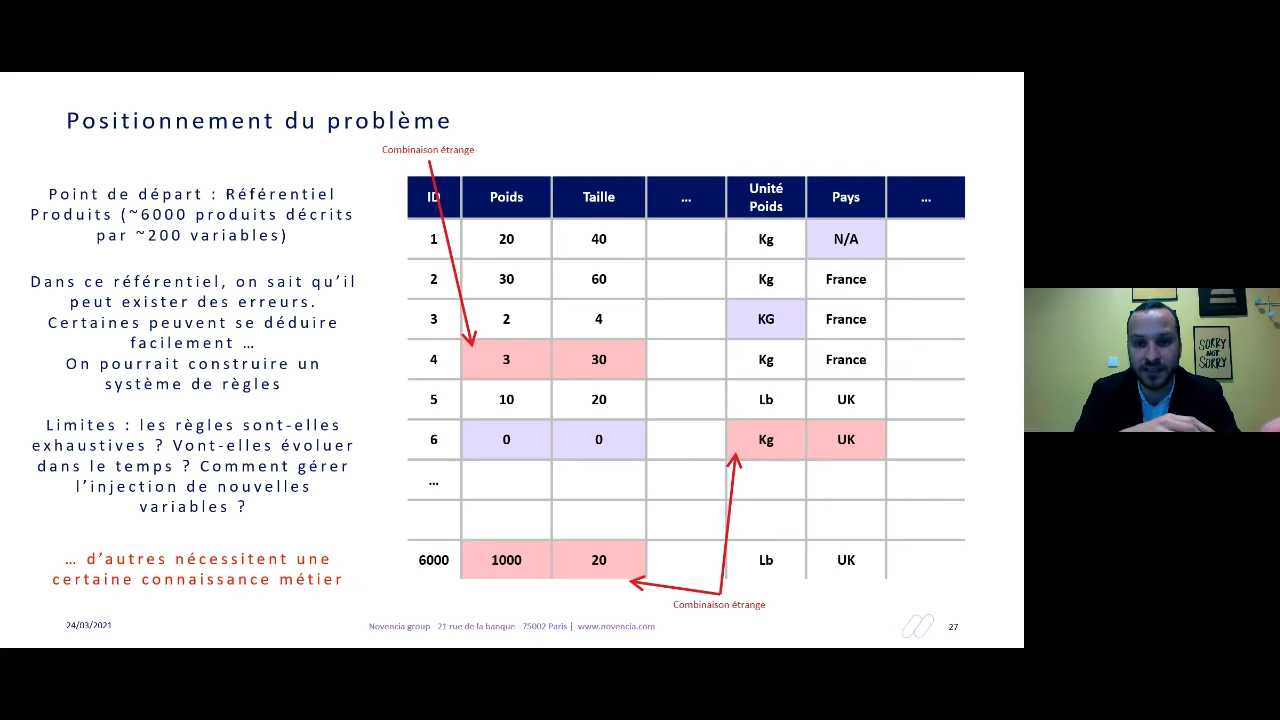 Positionnement du problème
Combinaison étrange
Point de départ : Référentiel
Produits (~6000 produits décrits
par ~200 variables)
Dans ce référentiel, on sait qu’il
peut exister des erreurs.
Certaines peuvent se déduire
facilement …
On pourrait construire un
système de règles
Limites : les règles sont-elles
exhaustives ? Vont-elles évoluer
dans le temps ? Comment gérer
l’injection de nouvelles
variables ?
… d’autres nécessitent une
certaine connaissance métier
ID Poids Taille … Unité Poids Pays …
1 20 40 Kg N/A
2 30 60 Kg France
3 2 4 KG France
4 3 30 Kg France
5 10 20 Lb UK
6 0 0 Kg UK
…
6000 1000 20 Lb UK
Combinaison étrange
24/03/2021
Novencia group - 21 rue de la banque - 75002 Paris | www.novencia.com
27
SORRY
NOT
SORRY